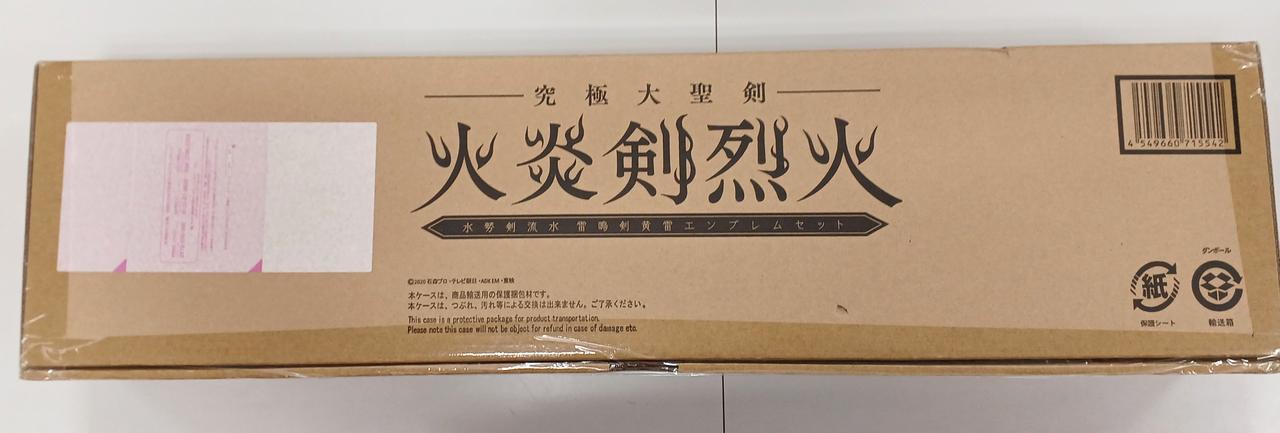 究極大聖剣
火炎剣烈火
水勢剣流水 雷鳴剣黄雷エンブレムセット
4 549660 715542
©2020 石森プロ・テレビ朝日・ADK EM・東映
本ケースは、商品輸送用の保護梱包材です。
本ケースは、つぶれ、汚れ等による交換は出来ません。ご了承ください。
This case is a protective package for product transportation.
Please note this case will not be object for refund in case of damage etc.
紙
保護シート
ダンボール
輸送箱